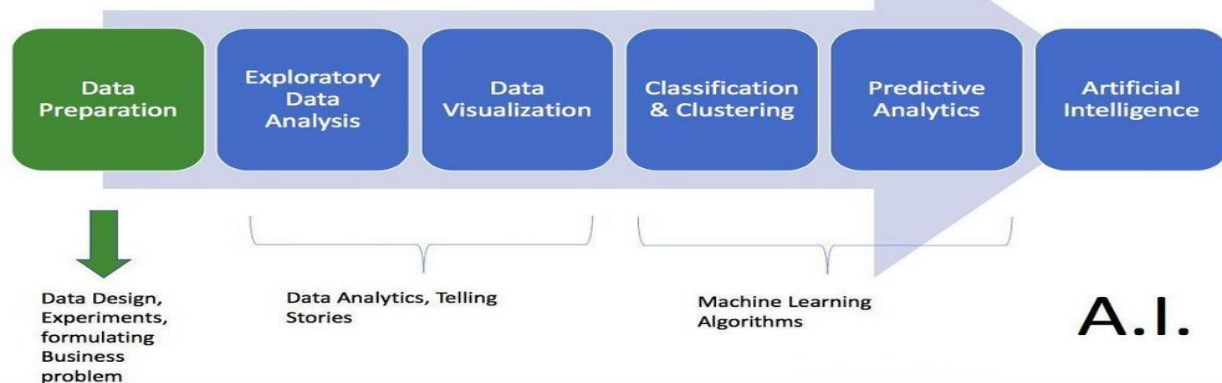 Data
Preparation
Exploratory
Data
Analysis
Data
Visualization
Classification
& Clustering
Predictive
Analytics
Artificial
Intelligence
Data Design,
Experiments,
formulating
Business
problem
Data Analytics, Telling
Stories
Machine Learning
Algorithms
A.I.